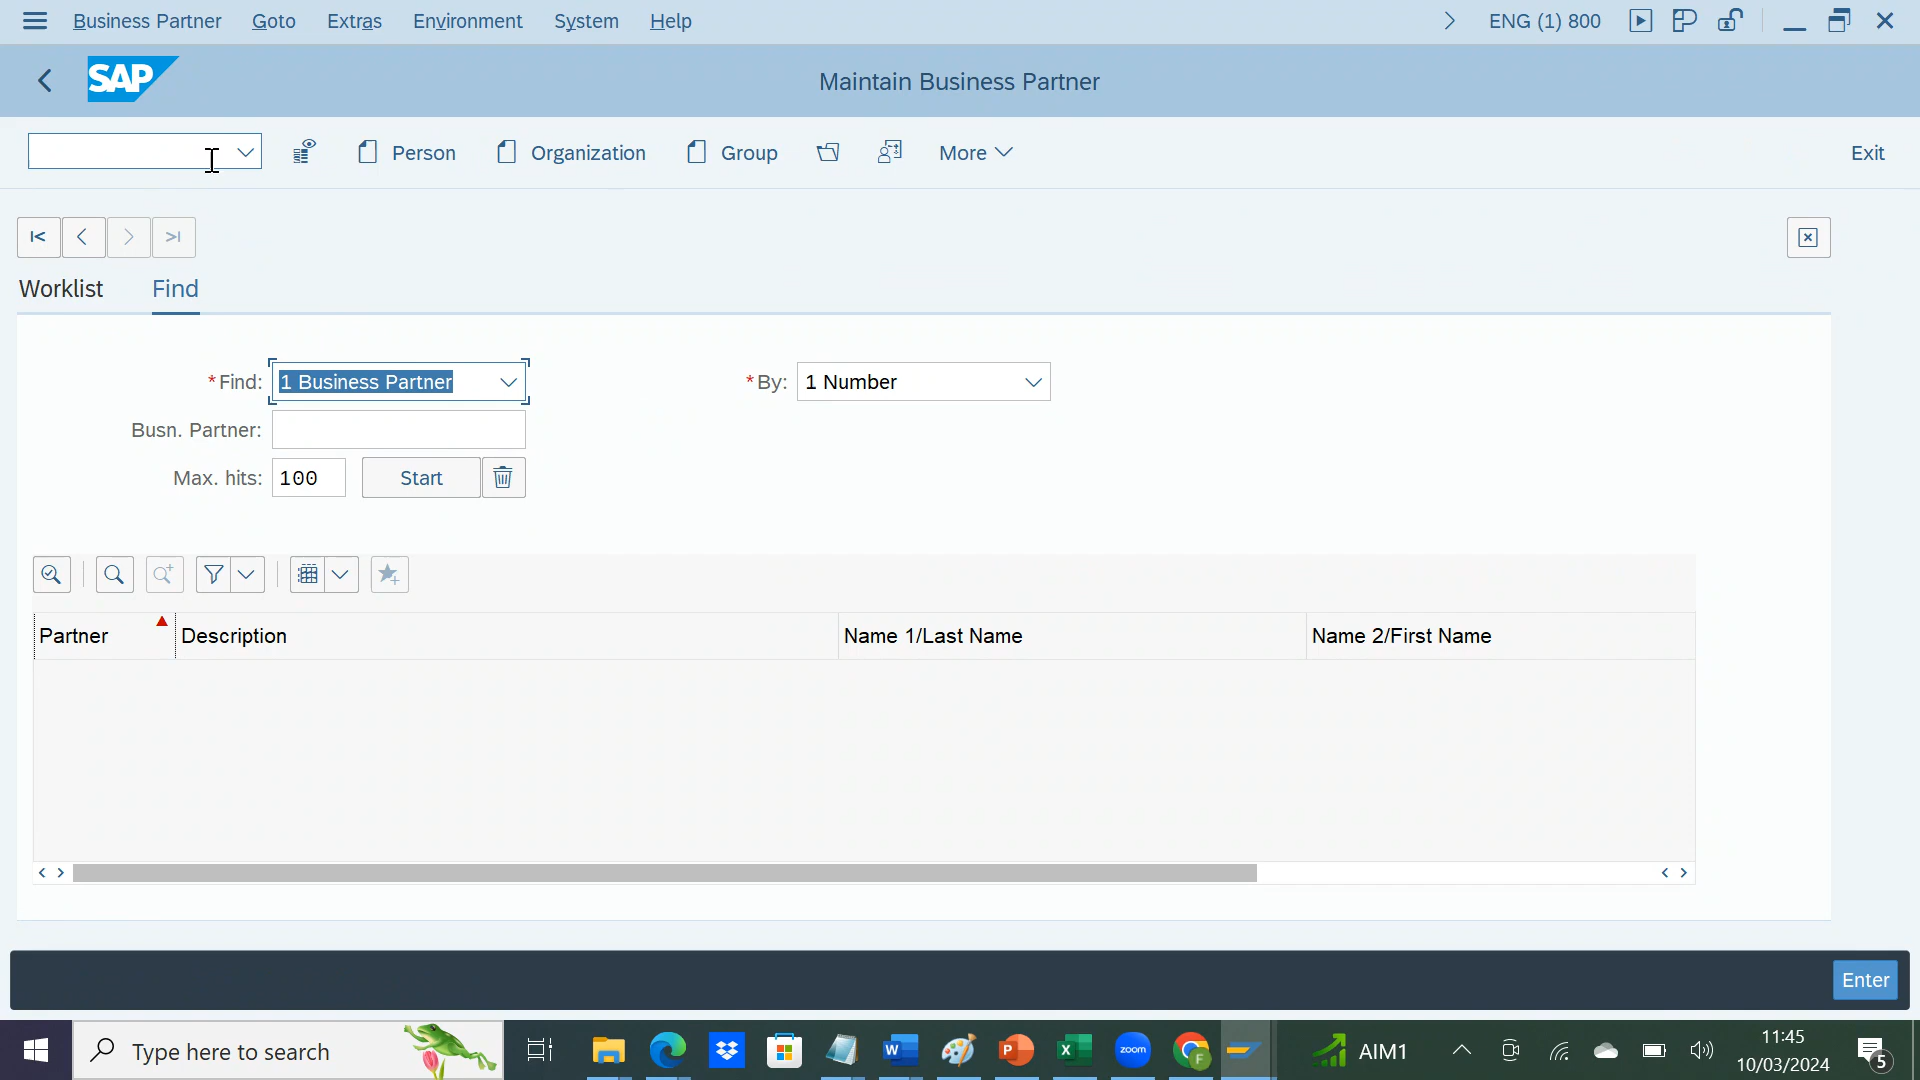 Business Partner Goto Extras Environment System Help ENG (1) 800
SAP Maintain Business Partner
Person Organization Group More Exit
Worklist Find
*Find: 1 Business Partner *By: 1 Number
Busn. Partner:
Max. hits: 100 Start
Partner Description Name 1/Last Name Name 2/First Name
Enter
Type here to search zoom F AIM1 11:45
10/03/2024 5